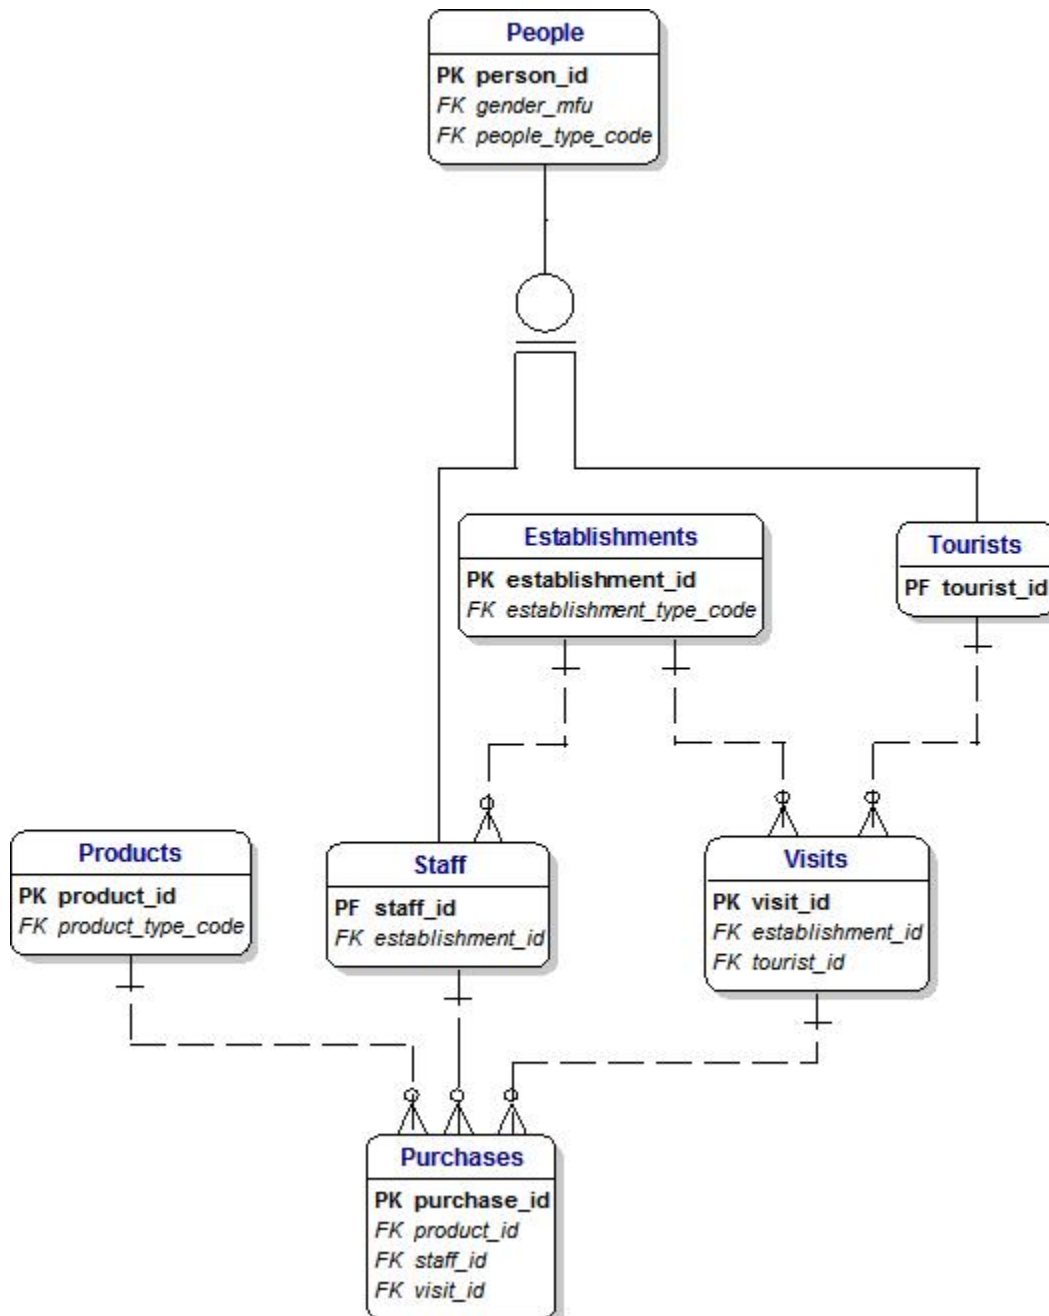 People
PK person_id
FK gender_mfu
FK people_type_code
Establishments
PK establishment_id
FK establishment_type_code
Tourists
PF tourist_id
Products
PK product_id
FK product_type_code
Staff
PF staff_id
FK establishment_id
Visits
PK visit_id
FK establishment_id
FK tourist_id
Purchases
PK purchase_id
FK product_id
FK staff_id
FK visit_id